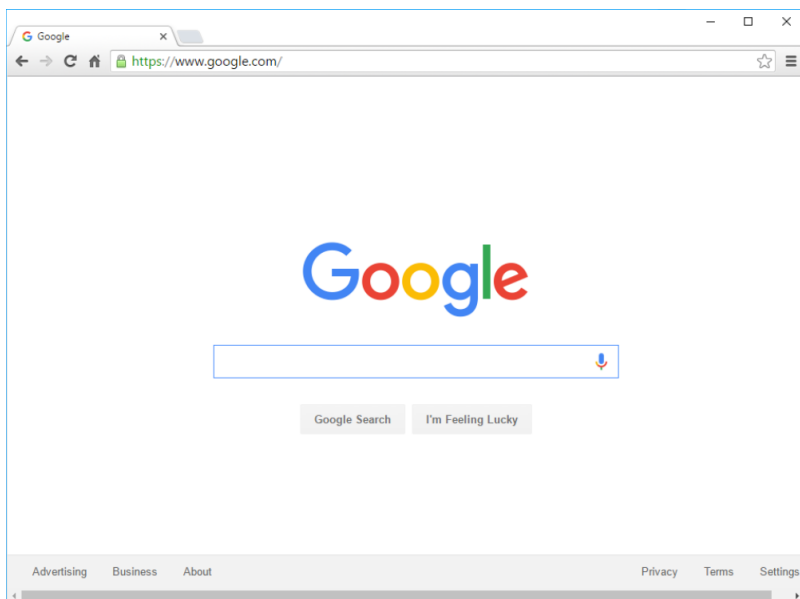 Google
https://www.google.com/
Google
Google Search I'm Feeling Lucky
Advertising Business About Privacy Terms Settings